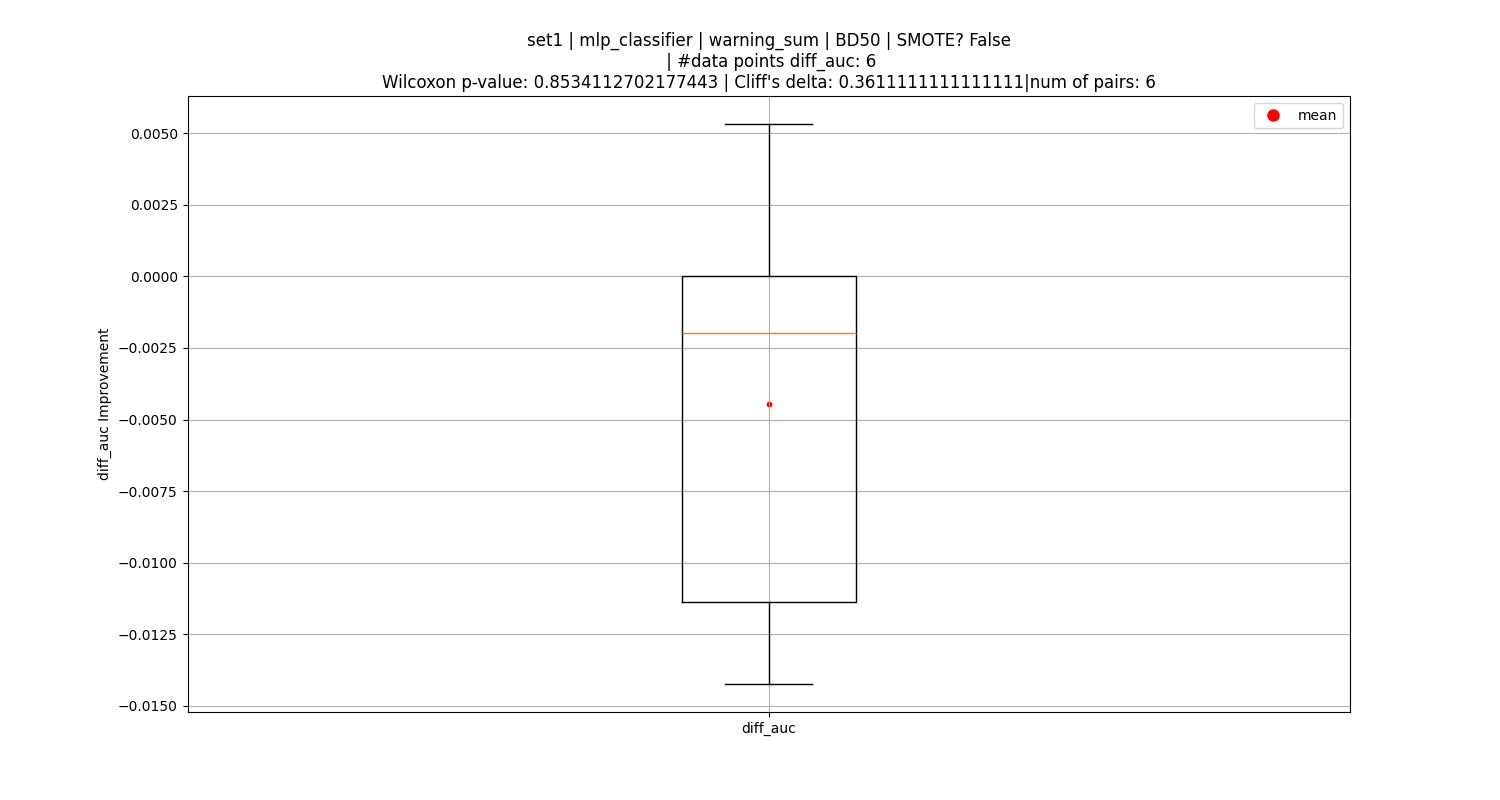 set1 | mlp_classifier | warning_sum | BD50 | SMOTE? False
| #data points diff_auc: 6
Wilcoxon p-value: 0.8534112702177443 | Cliff's delta: 0.3611111111111111|num of pairs: 6
mean
0.0050
0.0025
0.0000
−0.0025
−0.0050
−0.0075
−0.0100
−0.0125
−0.0150
diff_auc Improvement
diff_auc